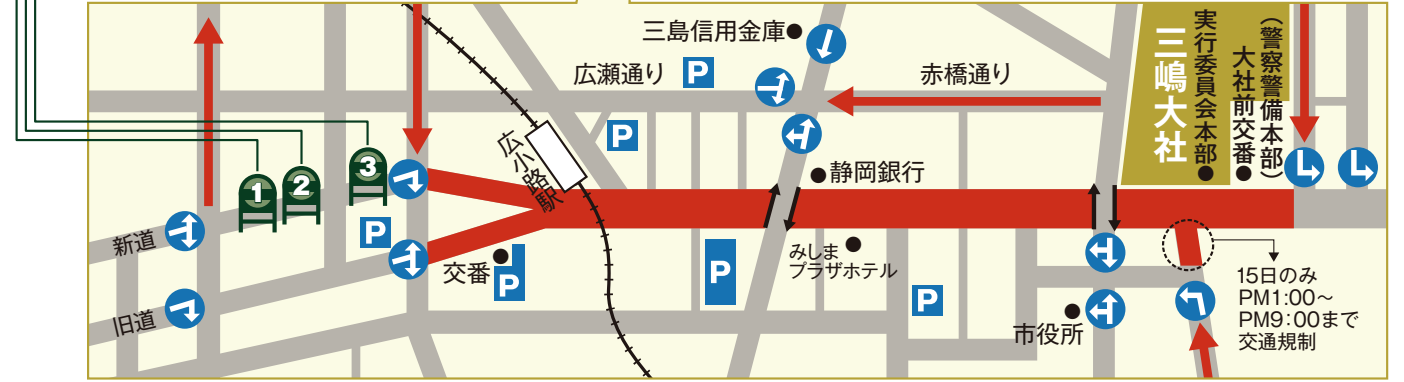 三島信用金庫
広瀬通り
P
赤橋通り
三嶋大社
実行委員会本部
大社前交番
(警察警備本部)
P
広小路駅
1
2
3
静岡銀行
新道
P
交番
P
P
みしま
プラザホテル
P
15日のみ
PM1:00〜
PM9:00まで
交通規制
旧道
市役所